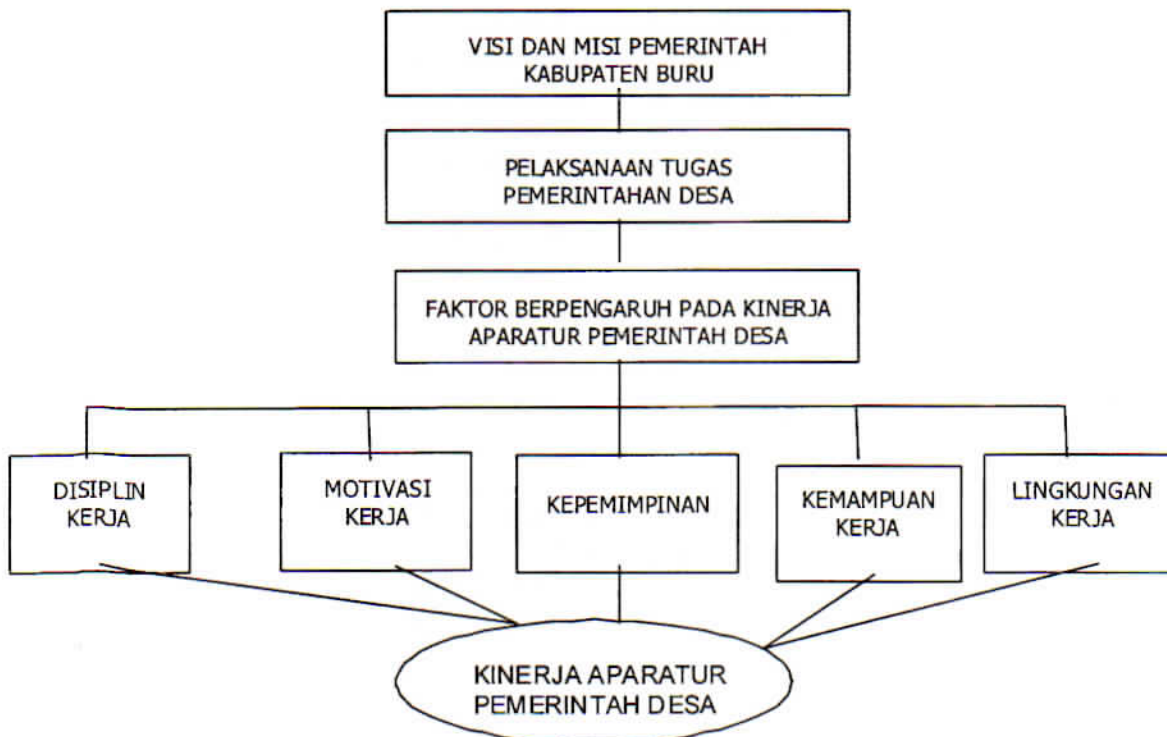 VISI DAN MISI PEMERINTAH
KABUPATEN BURU
PELAKSANAAN TUGAS
PEMERINTAHAN DESA
FAKTOR BERPENGARUH PADA KINERJA
APARATUR PEMERINTAH DESA
DISIPLIN
KERJA
MOTIVASI
KERJA
KEPEMIMPINAN
KEMAMPUAN
KERJA
LINGKUNGAN
KERJA
KINERJA APARATUR
PEMERINTAH DESA